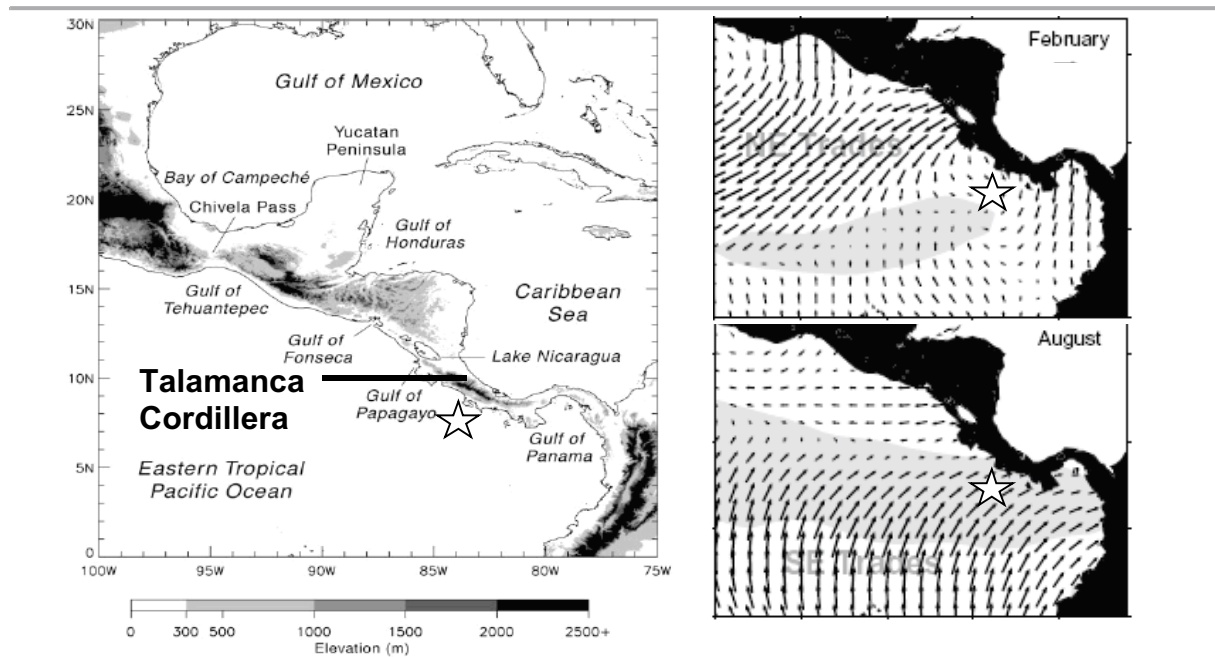 30N
25N
20N
15N
10N
5N
0
100W
95W
90W
85W
80W
75W
Gulf of Mexico
Yucatan
Peninsula
Bay of Campeché
Chivela Pass
Gulf of
Honduras
Gulf of
Tehuantepec
Caribbean
Sea
Gulf of
Fonseca
Lake Nicaragua
Talamanca
Cordillera
Gulf of
Papagayo
Gulf of
Panama
Eastern Tropical
Pacific Ocean
0
300
500
1000
1500
2000
2500+
Elevation (m)
February
NE Trades
August
SE Trades